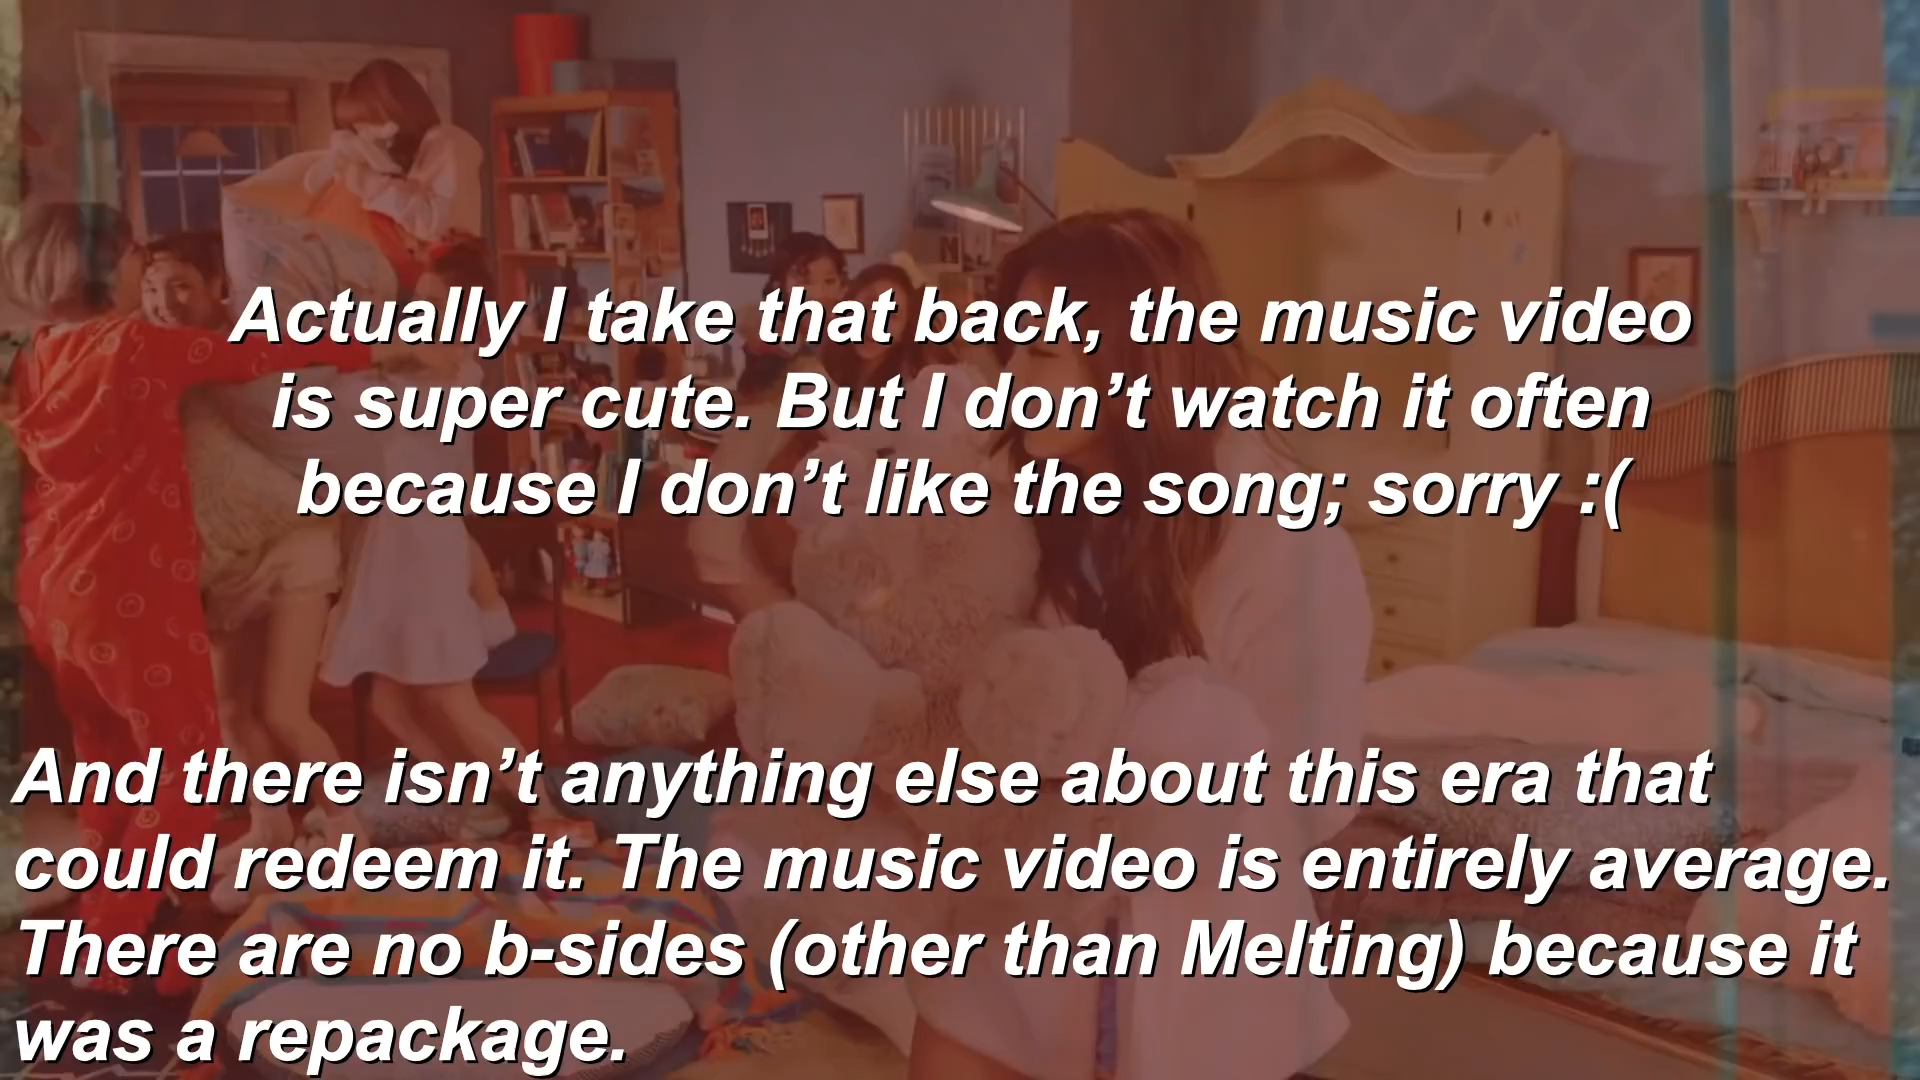 Actually I take that back, the music video
is super cute. But I don’t watch it often
because I don’t like the song; sorry :(
And there isn’t anything else about this era that
could redeem it. The music video is entirely average.
There are no b-sides (other than Melting) because it
was a repackage.